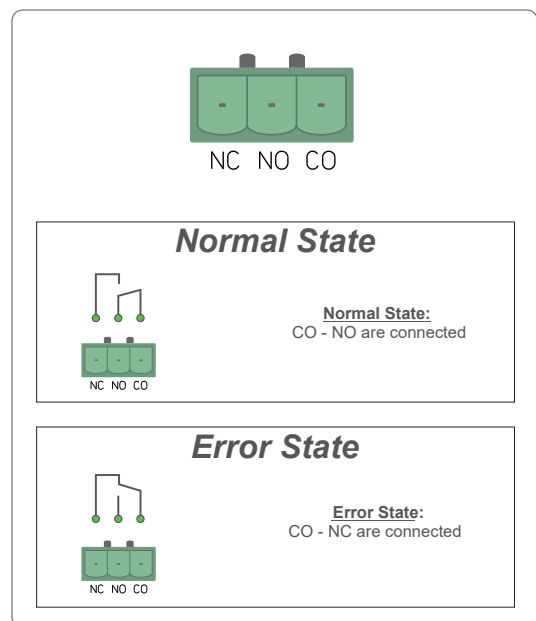 NC NO CO
Normal State
Normal State:
CO - NO are connected
NC NO CO
Error State
Error State:
CO - NC are connected
NC NO CO